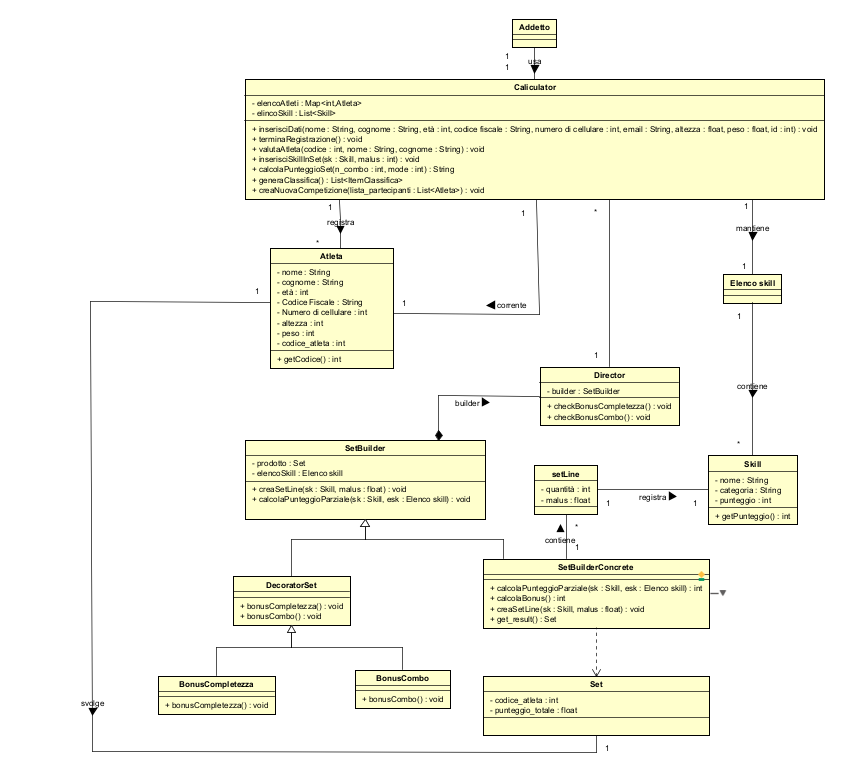 Addetto
1
1
usa
Caliculator
- elencoAtleti : Map<int,Atleta>
- elincoSkill : List<Skill>
+ inserisciDati(nome : String, cognome : String, età : int, codice fiscale : String, numero di cellulare : int, email : String, altezza : float, peso : float, id : int) : void
+ terminaRegistrazione() : void
+ valutaAtleta(codice : int, nome : String, cognome : String) : void
+ inserisciSkillInSet(sk : Skill, malus : int) : void
+ calcolaPunteggioSet(n_combo : int, mode : int) : String
+ generaClassifica() : List<ItemClassifica>
+ creaNuovaCompetizione(lista_partecipanti : List<Atleta>) : void
1
1
*
1
registra
mantiene
*
1
Atleta
- nome : String
- cognome : String
- età : int
- Codice Fiscale : String
- Numero di cellulare : int
- altezza : int
- peso : int
- codice_atleta : int
+ getCodice() : int
1
1
corrente
Elenco skill
1
contiene
*
1
Director
- builder : SetBuilder
+ checkBonusCompletezza() : void
+ checkBonusCombo() : void
builder
SetBuilder
- prodotto : Set
- elencoSkill : Elenco skill
+ creaSetLine(sk : Skill, malus : float) : void
+ calcolaPunteggioParziale(sk : Skill, esk : Elenco skill) : void
setLine
- quantità : int
- malus : float
1
registra
1
Skill
- nome : String
- categoria : String
- punteggio : int
+ getPunteggio() : int
*
contiene
1
SetBuilderConcrete
+ calcolaPunteggioParziale(sk : Skill, esk : Elenco skill) : int
+ calcolaBonus() : int
+ creaSetLine(sk : Skill, malus : float) : void
+ get_result() : Set
DecoratorSet
+ bonusCompletezza() : void
+ bonusCombo() : void
BonusCompletezza
+ bonusCompletezza() : void
BonusCombo
+ bonusCombo() : void
Set
- codice_atleta : int
- punteggio_totale : float
svolge
1